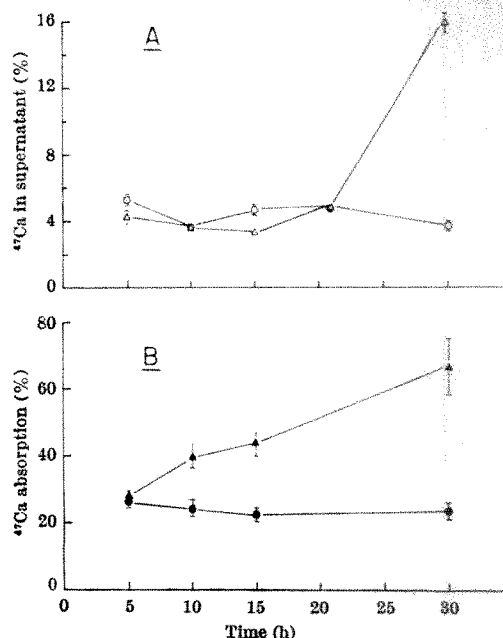 A
⁴⁷Ca in supernatant (%)
16
12
8
4
0
B
⁴⁷Ca absorption (%)
80
60
40
20
0
0 5 10 15 20 25 30
Time (h)